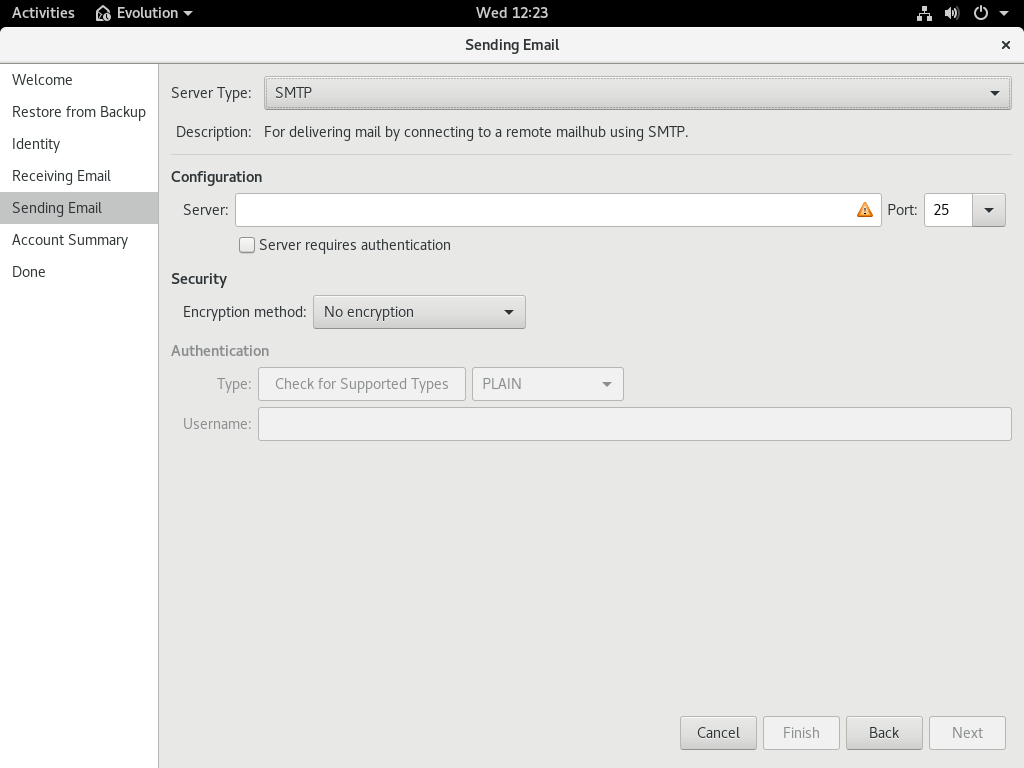 Activities Evolution Wed 12:23
Sending Email
Welcome
Restore from Backup
Identity
Receiving Email
Sending Email
Account Summary
Done
Server Type: SMTP
Description: For delivering mail by connecting to a remote mailhub using SMTP.
Configuration
Server: Port: 25
Server requires authentication
Security
Encryption method: No encryption
Authentication
Type: Check for Supported Types PLAIN
Username:
Cancel Finish Back Next